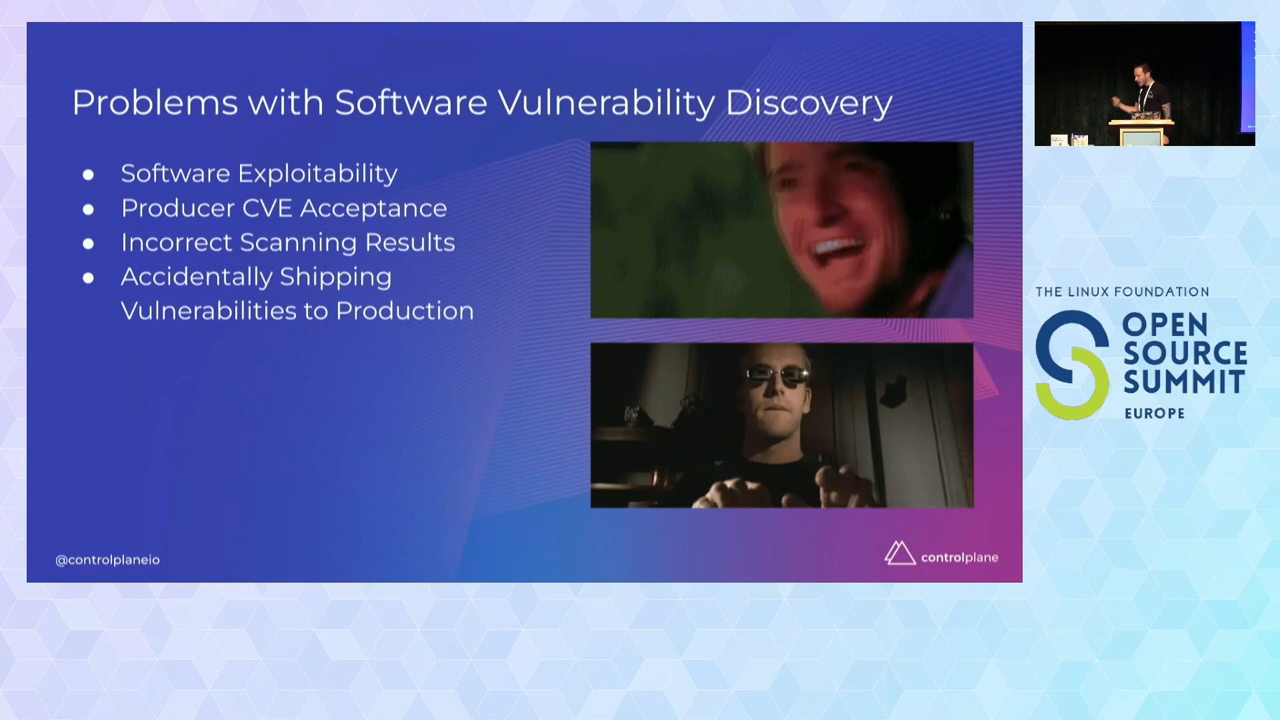 Problems with Software Vulnerability Discovery
● Software Exploitability
● Producer CVE Acceptance
● Incorrect Scanning Results
● Accidentally Shipping
Vulnerabilities to Production
@controlplaneio
controlplane
THE LINUX FOUNDATION
OPEN
SOURCE
SUMMIT
EUROPE